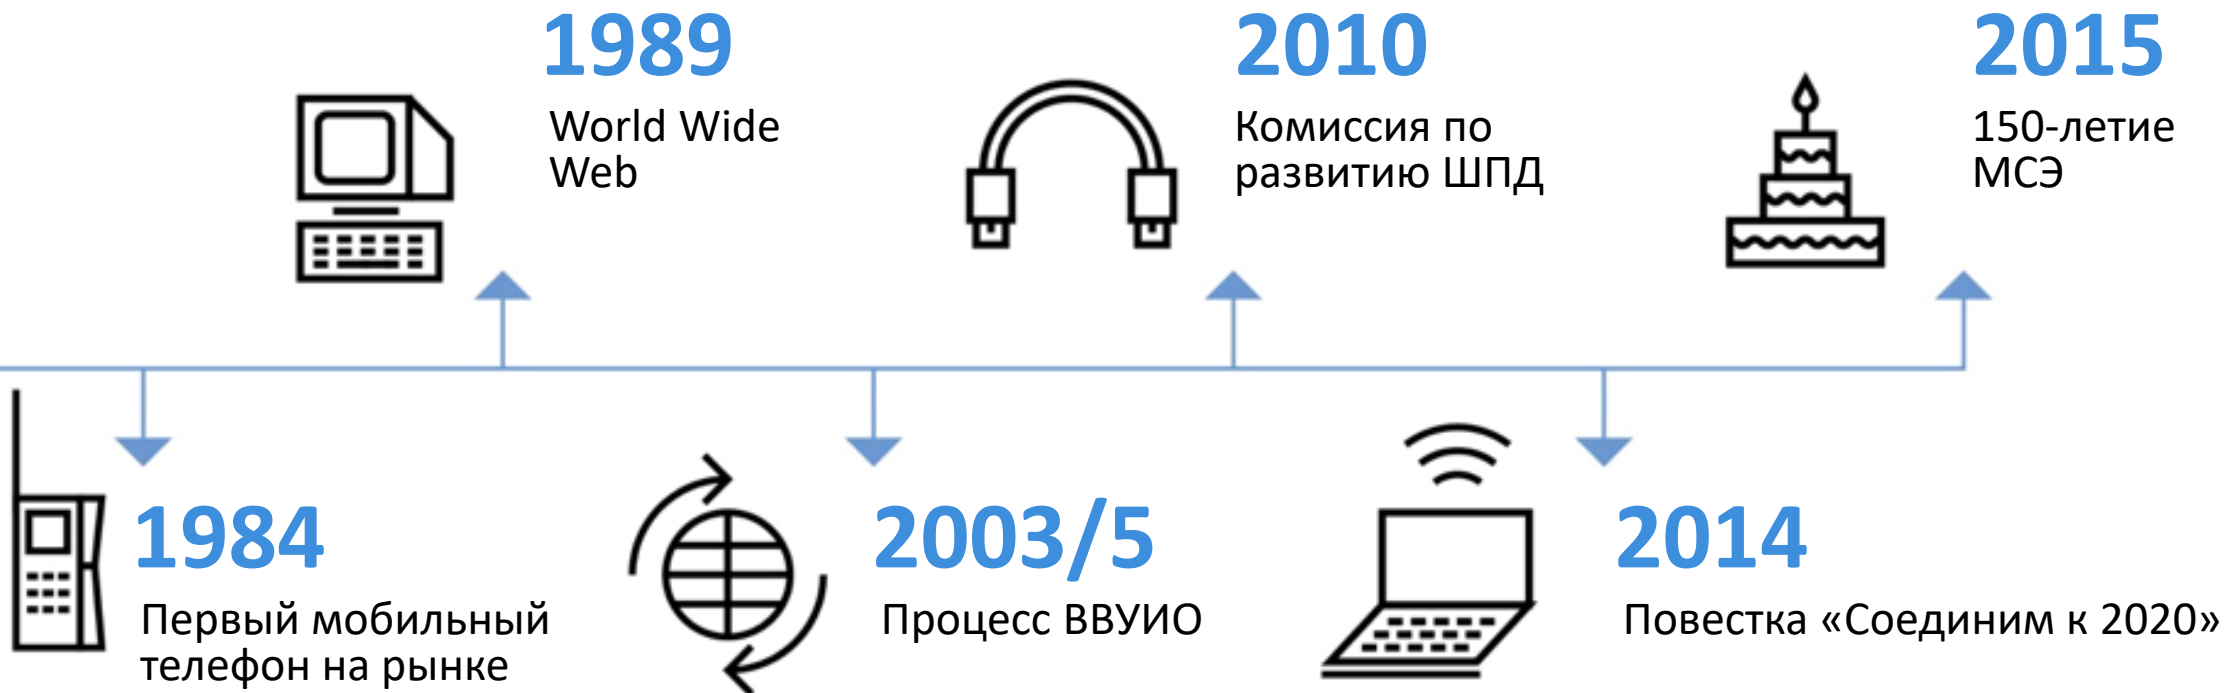 1989
World Wide
Web
2010
Комиссия по
развитию ШПД
2015
150-летие
МСЭ
1984
Первый мобильный
телефон на рынке
2003/5
Процесс ВВУИО
2014
Повестка «Соединим к 2020»